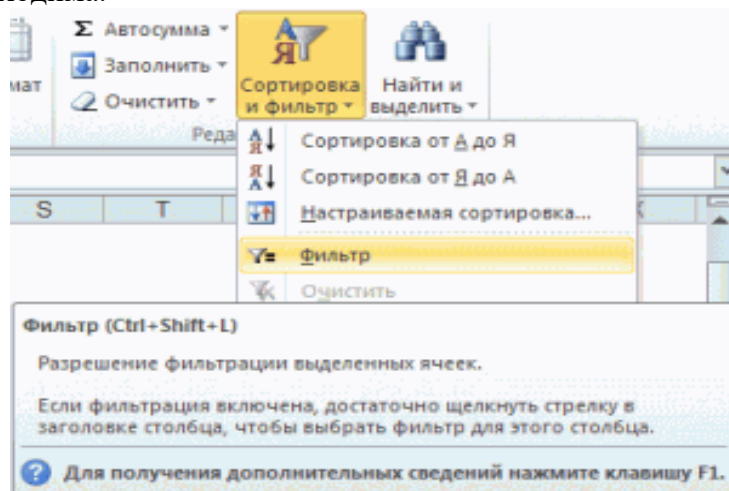 Σ Автосумма
Заполнить
Очистить
мат
Сортировка
и фильтр
Найти и
выделить
Реда
Сортировка от А до Я
Сортировка от Я до А
Настраиваемая сортировка...
S T
Фильтр
Очистить
Фильтр (Ctrl+Shift+L)
Разрешение фильтрации выделенных ячеек.
Если фильтрация включена, достаточно щелкнуть стрелку в
заголовке столбца, чтобы выбрать фильтр для этого столбца.
Для получения дополнительных сведений нажмите клавишу F1.